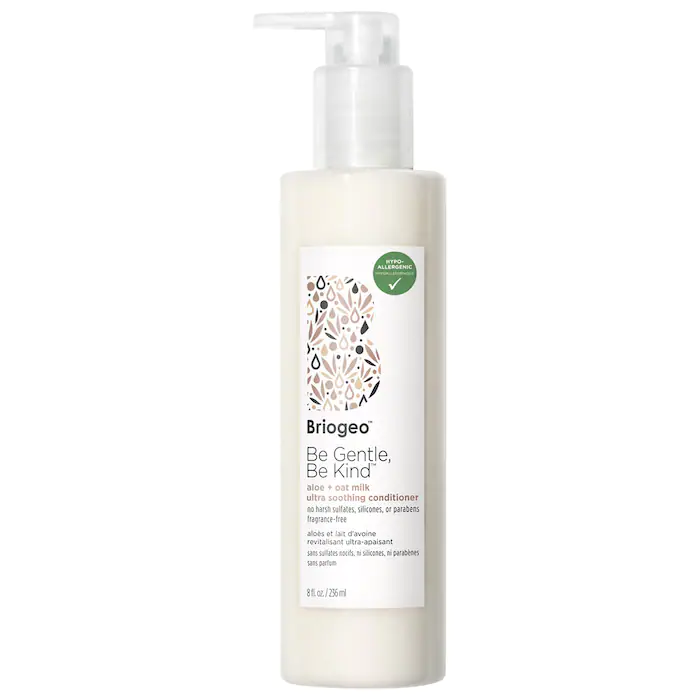 HYPO-
ALLERGENIC
Briogeo™
Be Gentle,
Be Kind™
aloe + oat milk
ultra soothing conditioner
no harsh sulfates, silicones, or parabens
fragrance-free
aloès et lait d'avoine
revitalisant ultra-apaisant
sans sulfates nocifs, ni silicones, ni parabènes
sans parfum
8 fl. oz. / 236 ml